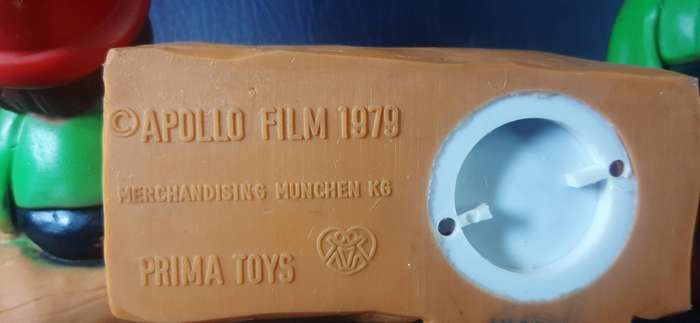 ©APOLLO FILM 1979
MERCHANDISING MUNCHEN KG
PRIMA TOYS